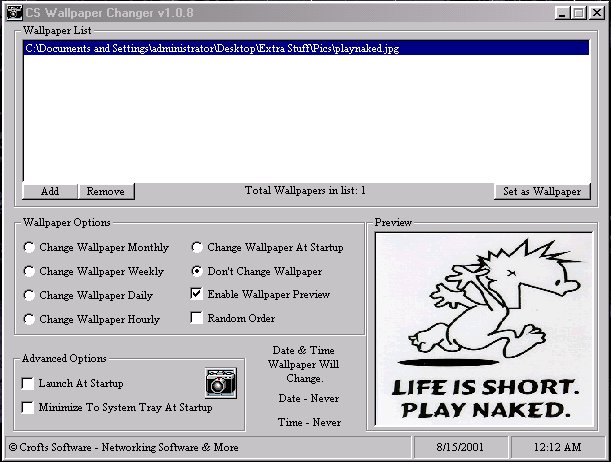 CS Wallpaper Changer v1.0.8
Wallpaper List
C:\Documents and Settings\administrator\Desktop\Extra Stuff\Pics\playnaked.jpg
Add
Remove
Total Wallpapers in list: 1
Set as Wallpaper
Wallpaper Options
Change Wallpaper Monthly
Change Wallpaper At Startup
Change Wallpaper Weekly
Don't Change Wallpaper
Change Wallpaper Daily
Enable Wallpaper Preview
Change Wallpaper Hourly
Random Order
Preview
LIFE IS SHORT.
PLAY NAKED.
Advanced Options
Launch At Startup
Minimize To System Tray At Startup
Date & Time
Wallpaper Will
Change.
Date - Never
Time - Never
© Crofts Software - Networking Software & More
8/15/2001
12:12 AM